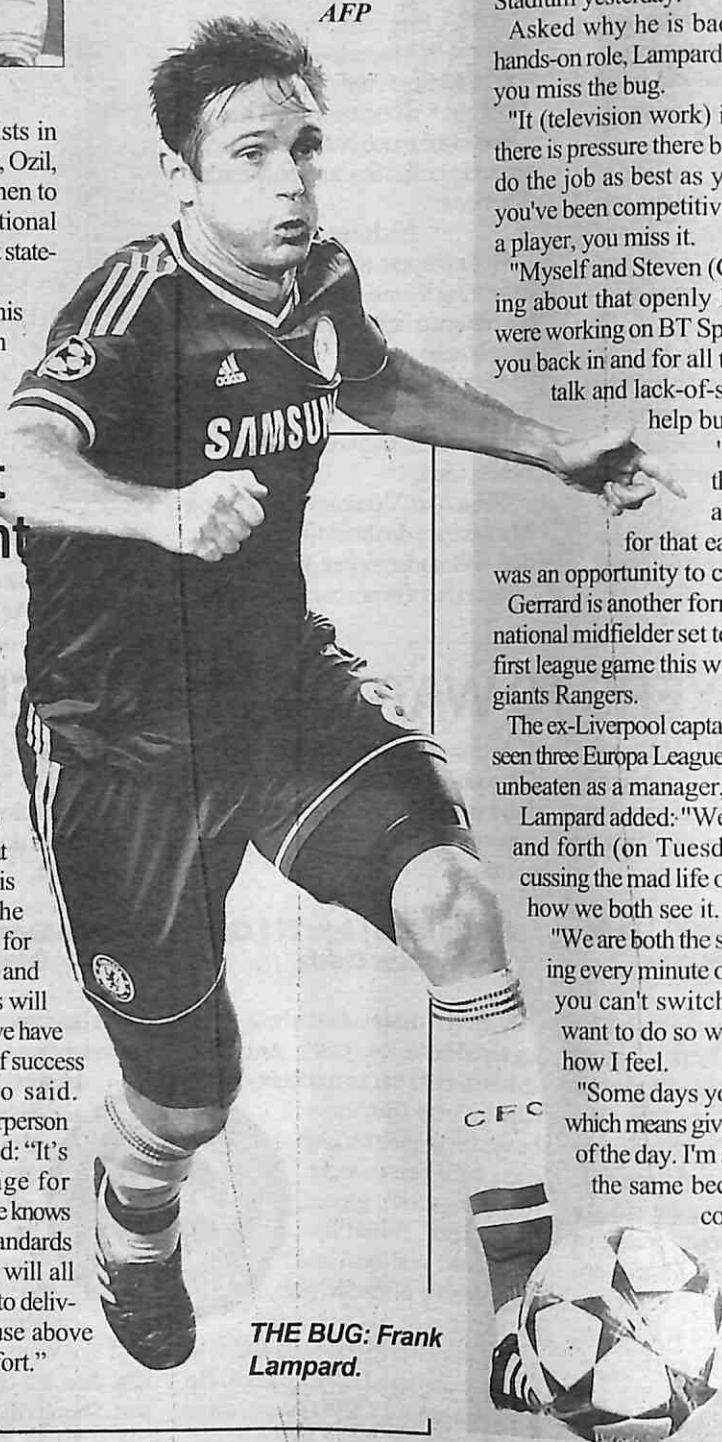 AFP
sts in
, Ozil,
nen to
tional
state-
nis
n
nt
t
is
he
for
and
s will
ve have
f success
o said.
rperson
d: “It's
ge for
e knows
andards
will all
to deliv-
use above
fort.”
adidas
SAMSUN
8
CFC
THE BUG: Frank
Lampard.
Stadium yesterday.
Asked why he is bac
hands-on role, Lampard
you miss the bug.
"It (television work) i
there is pressure there b
do the job as best as y
you've been competitiv
a player, you miss it.
"Myself and Steven (G
ing about that openly
were working on BT Sp
you back in and for all t
talk and lack-of-s
help bu
"
th
a
for that ea
was an opportunity to c
Gerrard is another forr
national midfielder set to
first league game this w
giants Rangers.
The ex-Liverpool capta
seen three Europa League
unbeaten as a manager.
Lampard added: "We
and forth (on Tuesd
cussing the mad life o
how we both see it.
"We are both the s
ing every minute o
you can't switch
want to do so w
how I feel.
"Some days yo
which means giv
of the day. I'm
the same bec
co